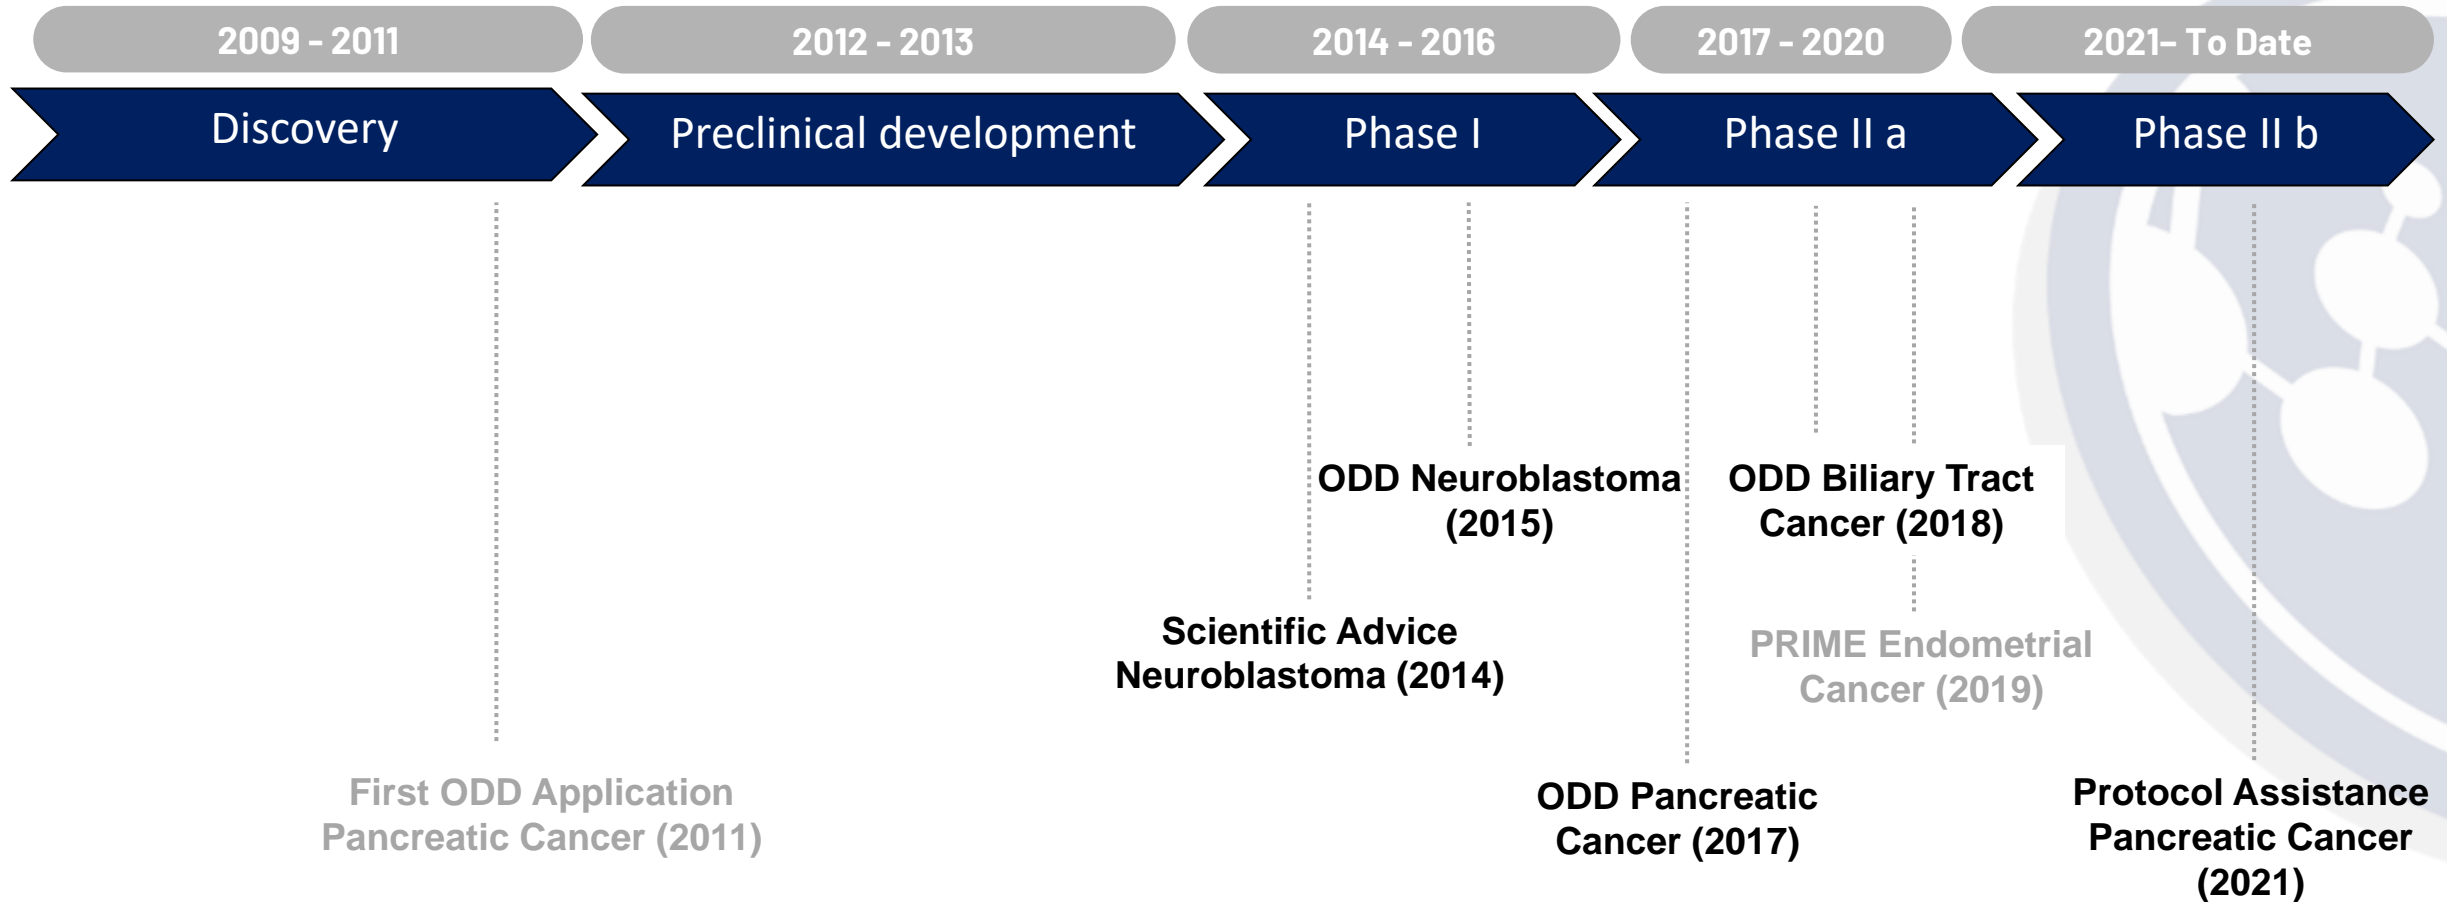 2009 - 2011
2012 - 2013
2014 - 2016
2017 - 2020
2021- To Date
Discovery
Preclinical development
Phase I
Phase II a
Phase II b
ODD Neuroblastoma
(2015)
ODD Biliary Tract
Cancer (2018)
Scientific Advice
Neuroblastoma (2014)
PRIME Endometrial
Cancer (2019)
First ODD Application
Pancreatic Cancer (2011)
ODD Pancreatic
Cancer (2017)
Protocol Assistance
Pancreatic Cancer
(2021)